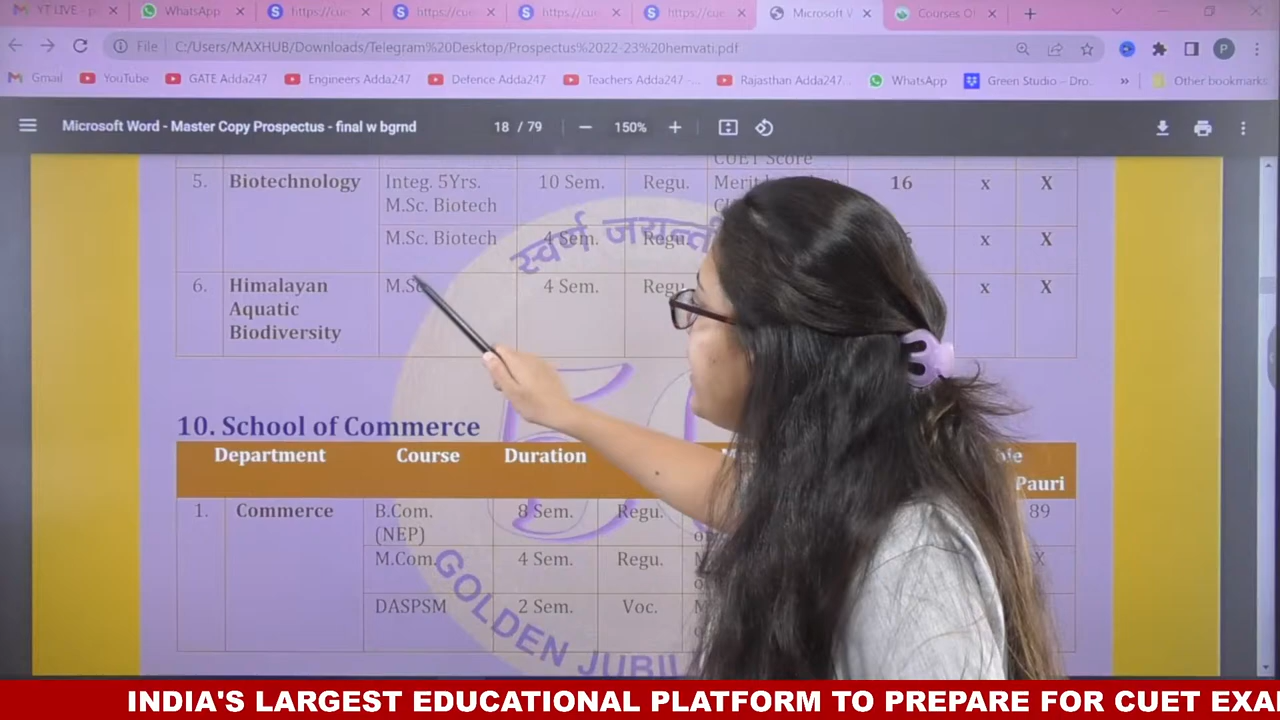 YT LIVE - p
WhatsApp
https://cue
https://cue
https://cue
https://cue
Microsoft V
Courses Of
File C:/Users/MAXHUB/Downloads/Telegram%20Desktop/Prospectus%2022-23%20hemvati.pdf
P
Gmail YouTube GATE Adda247 Engineers Adda247 Defence Adda247 Teachers Adda247 -... Rajasthan Adda247... WhatsApp Green Studio – Dro... » Other bookmarks
Microsoft Word - Master Copy Prospectus - final w bgrnd 18 / 79 150%
CUET Score
5. Biotechnology Integ. 5Yrs. 10 Sem. Regu. 16 x X
M.Sc. Biotech
M.Sc. Biotech 4 Sem. Regu. x X
स्वर्ण जयन्ती
6. Himalayan M.Sc 4 Sem. Regu. x X
Aquatic
Biodiversity
10. School of Commerce
Department Course Duration
Pauri
1. Commerce B.Com. 8 Sem. Regu. 89
(NEP)
M.Com. 4 Sem. Regu. X
DASPSM 2 Sem. Voc.
GOLDEN JUBIL
INDIA'S LARGEST EDUCATIONAL PLATFORM TO PREPARE FOR CUET EXA